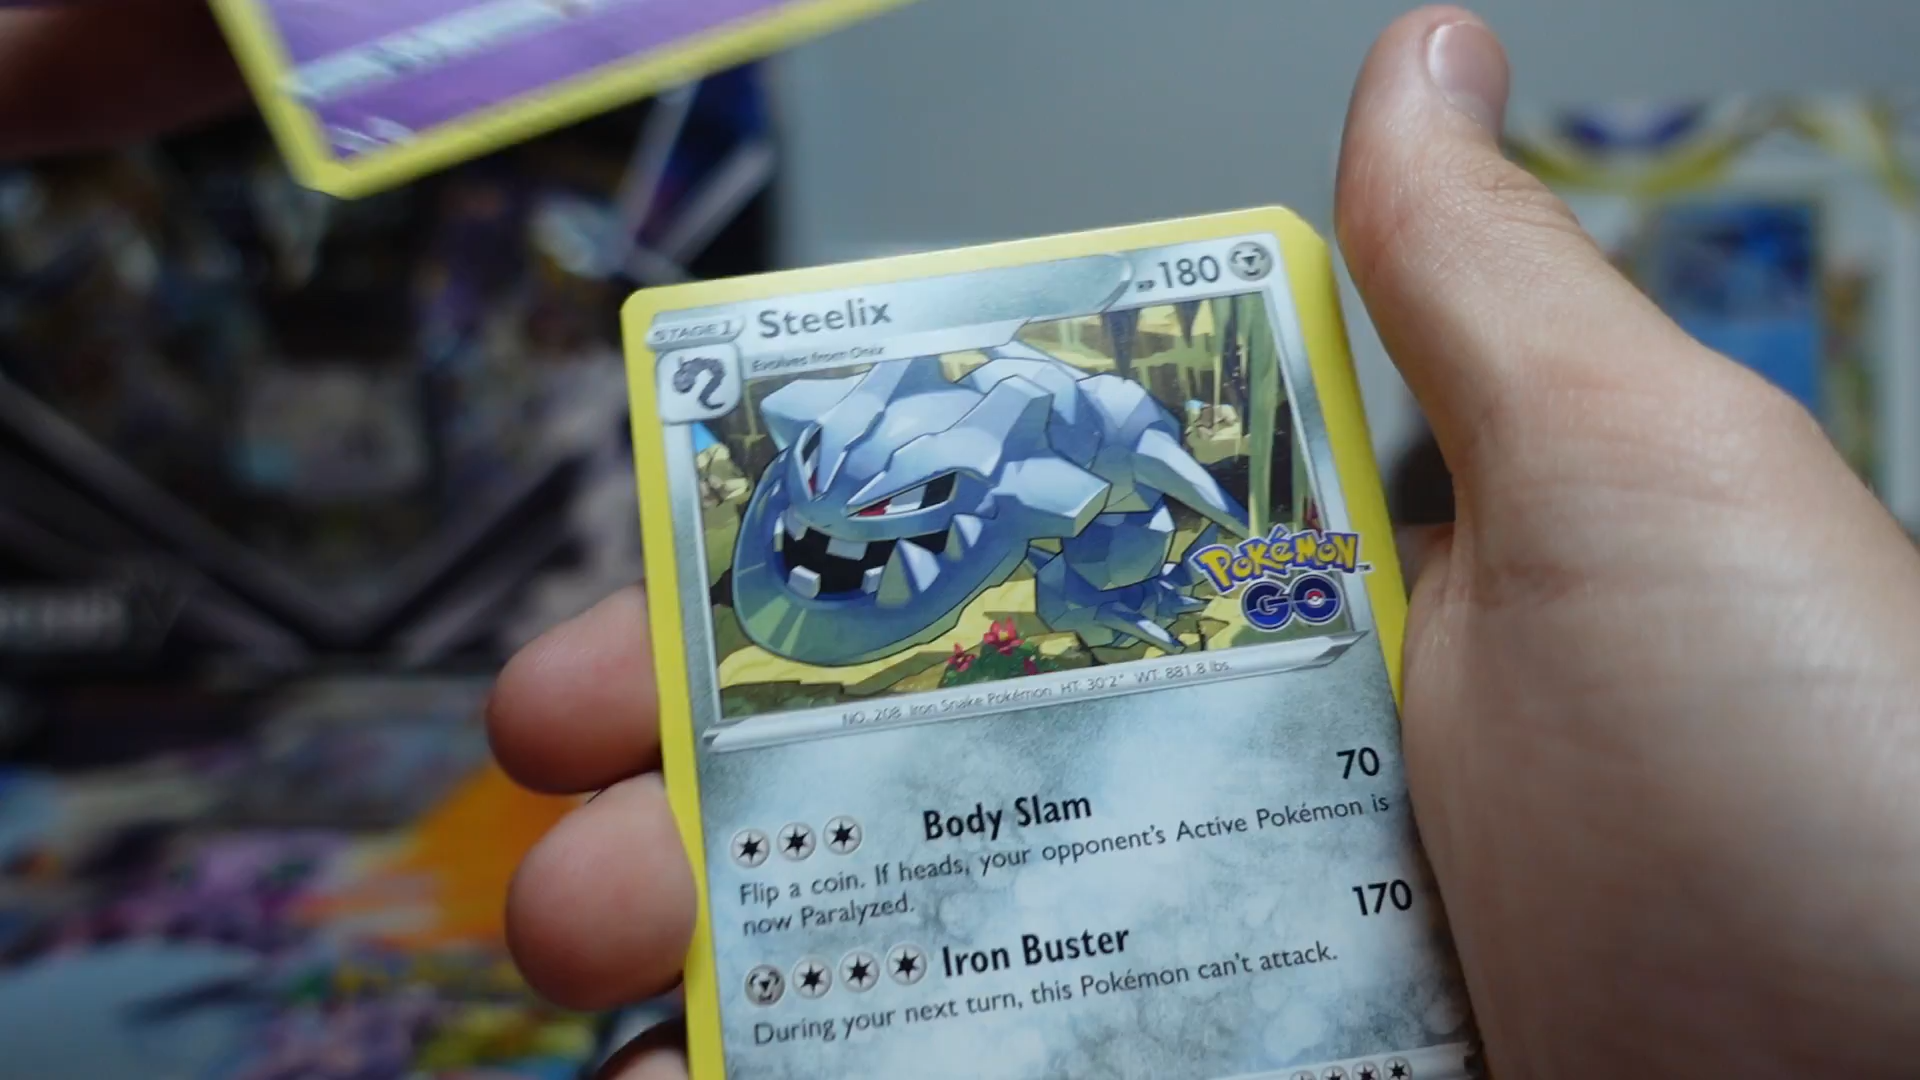 STAGE 1 Steelix HP 180
Evolves from Onix
POKéMON
GO
NO. 208 Iron Snake Pokémon HT: 30'2" WT: 881.8 lbs.
Body Slam 70
Flip a coin. If heads, your opponent's Active Pokémon is
now Paralyzed.
Iron Buster 170
During your next turn, this Pokémon can't attack.